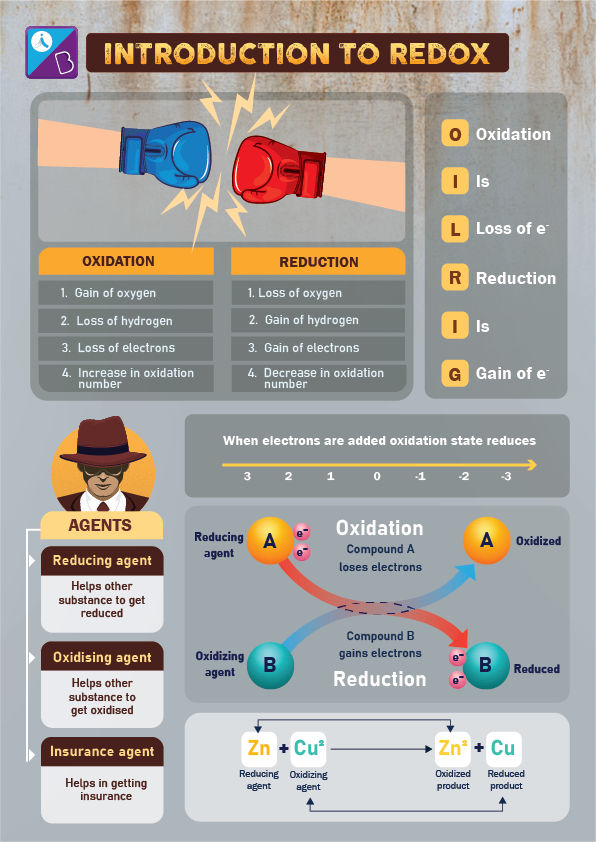 B
INTRODUCTION TO REDOX
OXIDATION
1. Gain of oxygen
2. Loss of hydrogen
3. Loss of electrons
4. Increase in oxidation
number
REDUCTION
1. Loss of oxygen
2. Gain of hydrogen
3. Gain of electrons
4. Decrease in oxidation
number
O Oxidation
I Is
L Loss of e⁻
R Reduction
I Is
G Gain of e⁻
AGENTS
Reducing agent
Helps other
substance to get
reduced
Oxidising agent
Helps other
substance to
get oxidised
Insurance agent
Helps in getting
insurance
When electrons are added oxidation state reduces
3 2 1 0 -1 -2 -3
Reducing
agent
A
e⁻
e⁻
Oxidation
Compound A
loses electrons
A
Oxidized
Oxidizing
agent
B
Compound B
gains electrons
Reduction
e⁻
e⁻
B
Reduced
Zn + Cu² Zn² + Cu
Reducing
agent
Oxidizing
agent
Oxidized
product
Reduced
product